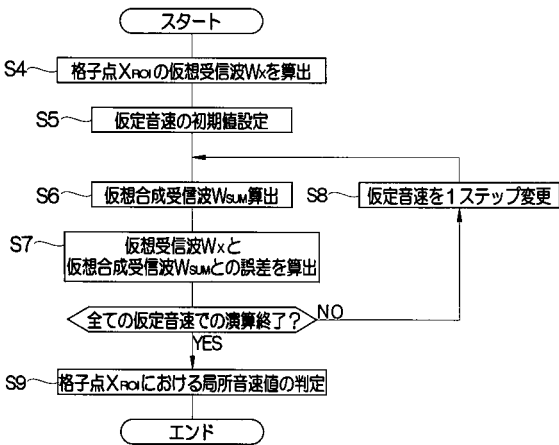 スタート
S4
格子点XROIの仮想受信波Wxを算出
S5
仮定音速の初期値設定
S6
仮想合成受信波WSUM算出
S8
仮定音速を1ステップ変更
S7
仮想受信波Wxと
仮想合成受信波WSUMとの誤差を算出
全ての仮定音速での演算終了?
NO
YES
S9
格子点XROIにおける局所音速値の判定
エンド